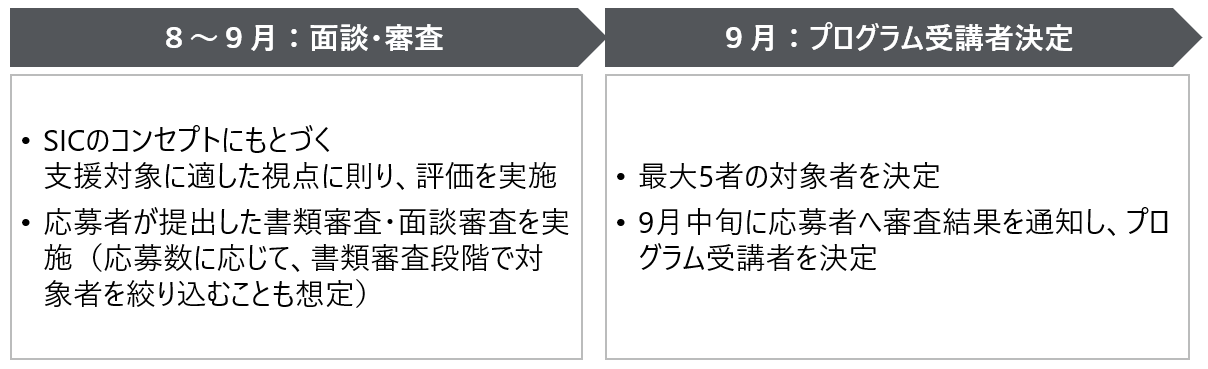 ８～９月：面談・審査
９月：プログラム受講者決定
• SICのコンセプトにもとづく
支援対象に適した視点に則り、評価を実施
• 応募者が提出した書類審査・面談審査を実
施（応募数に応じて、書類審査段階で対
象者を絞り込むことも想定）
• 最大5者の対象者を決定
• 9月中旬に応募者へ審査結果を通知し、プロ
グラム受講者を決定